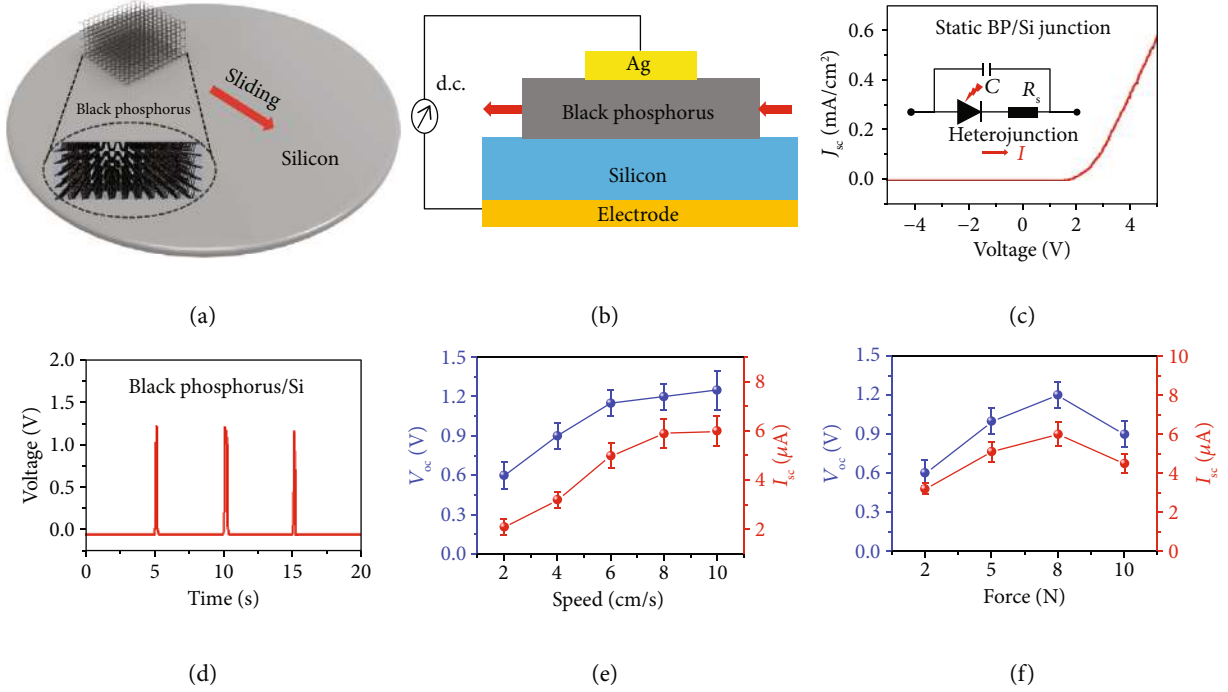 Sliding
Black phosphorus
Silicon
(a)
d.c.
Ag
Black phosphorus
Silicon
Electrode
(b)
Static BP/Si junction
C
R_s
Heterojunction
I
J_sc (mA/cm²)
0.6
0.4
0.2
0.0
−4 −2 0 2 4
Voltage (V)
(c)
Black phosphorus/Si
Voltage (V)
2.0
1.5
1.2
0.5
0.0
0 5 10 15 20
Time (s)
(d)
V_oc (V)
1.5
1.2
0.9
0.6
0.3
0.0
I_sc (μA)
8
6
4
2
2 4 6 8 10
Speed (cm/s)
(e)
V_oc (V)
1.5
1.2
0.9
0.6
0.3
0.0
I_sc (μA)
10
8
6
4
2
0
2 5 8 10
Force (N)
(f)